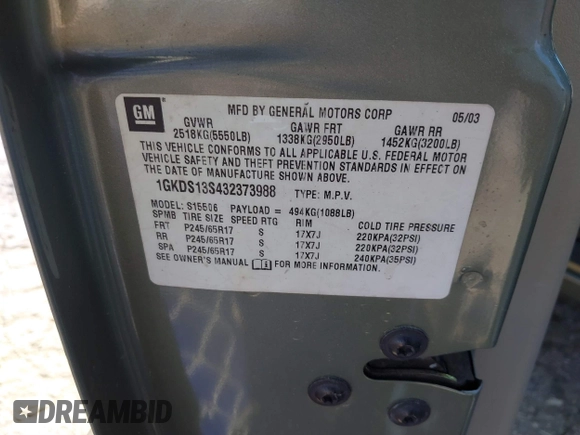 GM
MFD BY GENERAL MOTORS CORP 05/03
GVWR GAWR FRT GAWR RR
2518KG(5550LB) 1338KG(2950LB) 1452KG(3200LB)
THIS VEHICLE CONFORMS TO ALL APPLICABLE U.S. FEDERAL MOTOR
VEHICLE SAFETY AND THEFT PREVENTION STANDARDS IN EFFECT ON
THE DATE OF MANUFACTURE SHOWN ABOVE.
1GKDS13S432373988 TYPE: M.P.V.
MODEL: S15506 PAYLOAD = 494KG(1088LB)
SPMB TIRE SIZE SPEED RTG RIM COLD TIRE PRESSURE
FRT P245/65R17 S 17X7J 220KPA(32PSI)
RR P245/65R17 S 17X7J 220KPA(32PSI)
SPA P245/65R17 S 17X7J 240KPA(35PSI)
SEE OWNER'S MANUAL FOR MORE INFORMATION.
DREAMBID